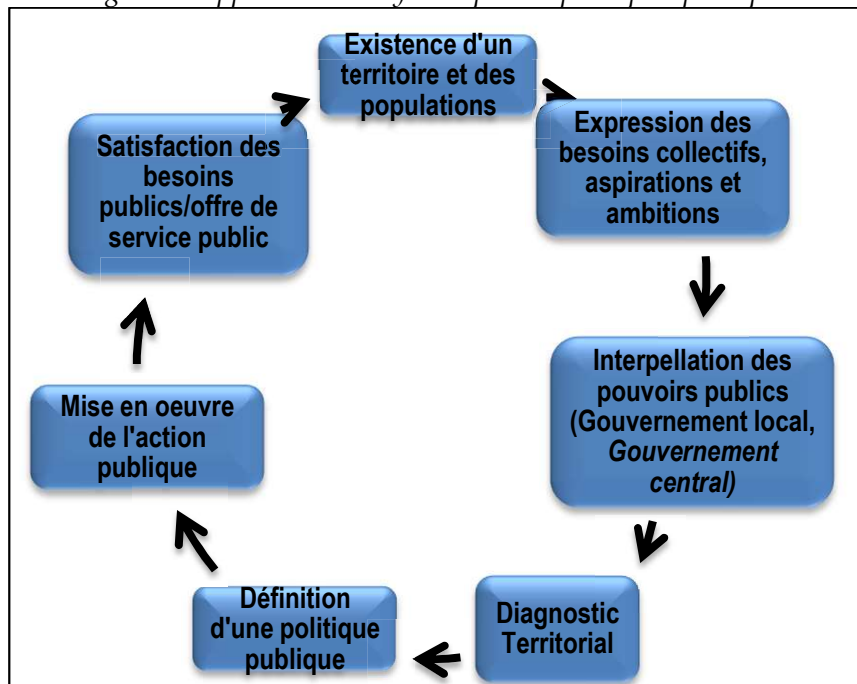 Existence d'un
territoire et des
populations
Expression des
besoins collectifs,
aspirations et
ambitions
Interpellation des
pouvoirs publics
(Gouvernement local,
Gouvernement
central)
Diagnostic
Territorial
Définition
d'une politique
publique
Mise en oeuvre
de l'action
publique
Satisfaction des
besoins
publics/offre de
service public